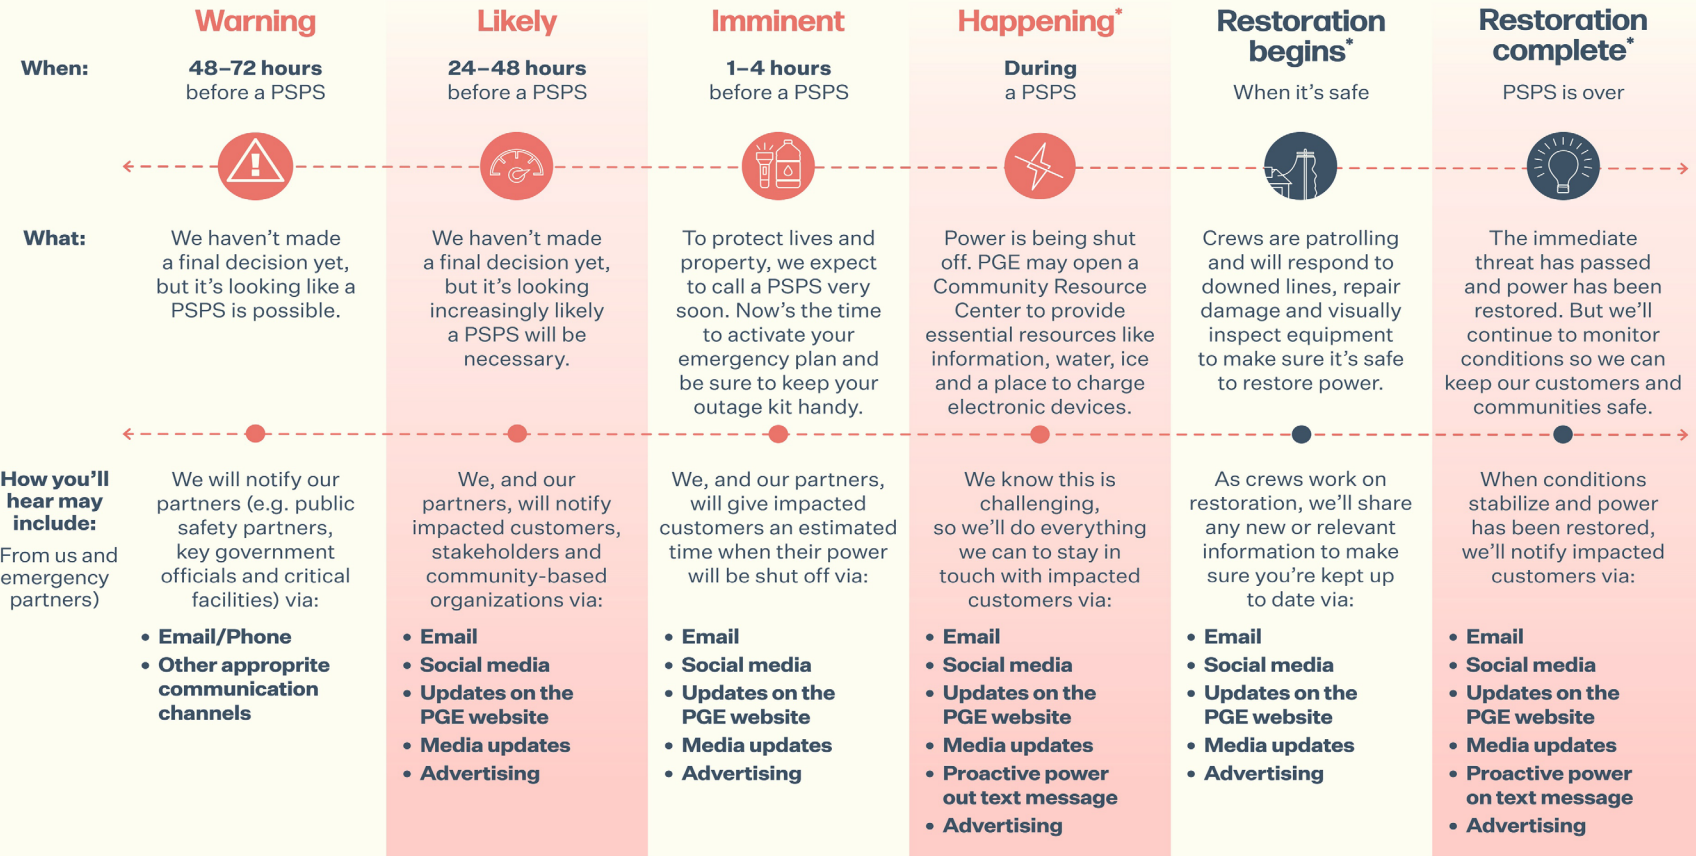 Warning
Likely
Imminent
Happening*
Restoration
begins*
Restoration
complete*
When:
48–72 hours
before a PSPS
24–48 hours
before a PSPS
1–4 hours
before a PSPS
During
a PSPS
When it’s safe
PSPS is over
What:
We haven’t made
a final decision yet,
but it’s looking like a
PSPS is possible.
We haven’t made
a final decision yet,
but it’s looking
increasingly likely
a PSPS will be
necessary.
To protect lives and
property, we expect
to call a PSPS very
soon. Now’s the time
to activate your
emergency plan and
be sure to keep your
outage kit handy.
Power is being shut
off. PGE may open a
Community Resource
Center to provide
essential resources like
information, water, ice
and a place to charge
electronic devices.
Crews are patrolling
and will respond to
downed lines, repair
damage and visually
inspect equipment
to make sure it’s safe
to restore power.
The immediate
threat has passed
and power has been
restored. But we’ll
continue to monitor
conditions so we can
keep our customers and
communities safe.
How you’ll
hear may
include:
From us and
emergency
partners)
We will notify our
partners (e.g. public
safety partners,
key government
officials and critical
facilities) via:
• Email/Phone
• Other approprite
communication
channels
We, and our
partners, will notify
impacted customers,
stakeholders and
community-based
organizations via:
• Email
• Social media
• Updates on the
PGE website
• Media updates
• Advertising
We, and our partners,
will give impacted
customers an estimated
time when their power
will be shut off via:
• Email
• Social media
• Updates on the
PGE website
• Media updates
• Advertising
We know this is
challenging,
so we’ll do everything
we can to stay in
touch with impacted
customers via:
• Email
• Social media
• Updates on the
PGE website
• Media updates
• Proactive power
out text message
• Advertising
As crews work on
restoration, we’ll share
any new or relevant
information to make
sure you’re kept up
to date via:
• Email
• Social media
• Updates on the
PGE website
• Media updates
• Advertising
When conditions
stabilize and power
has been restored,
we’ll notify impacted
customers via:
• Email
• Social media
• Updates on the
PGE website
• Media updates
• Proactive power
on text message
• Advertising